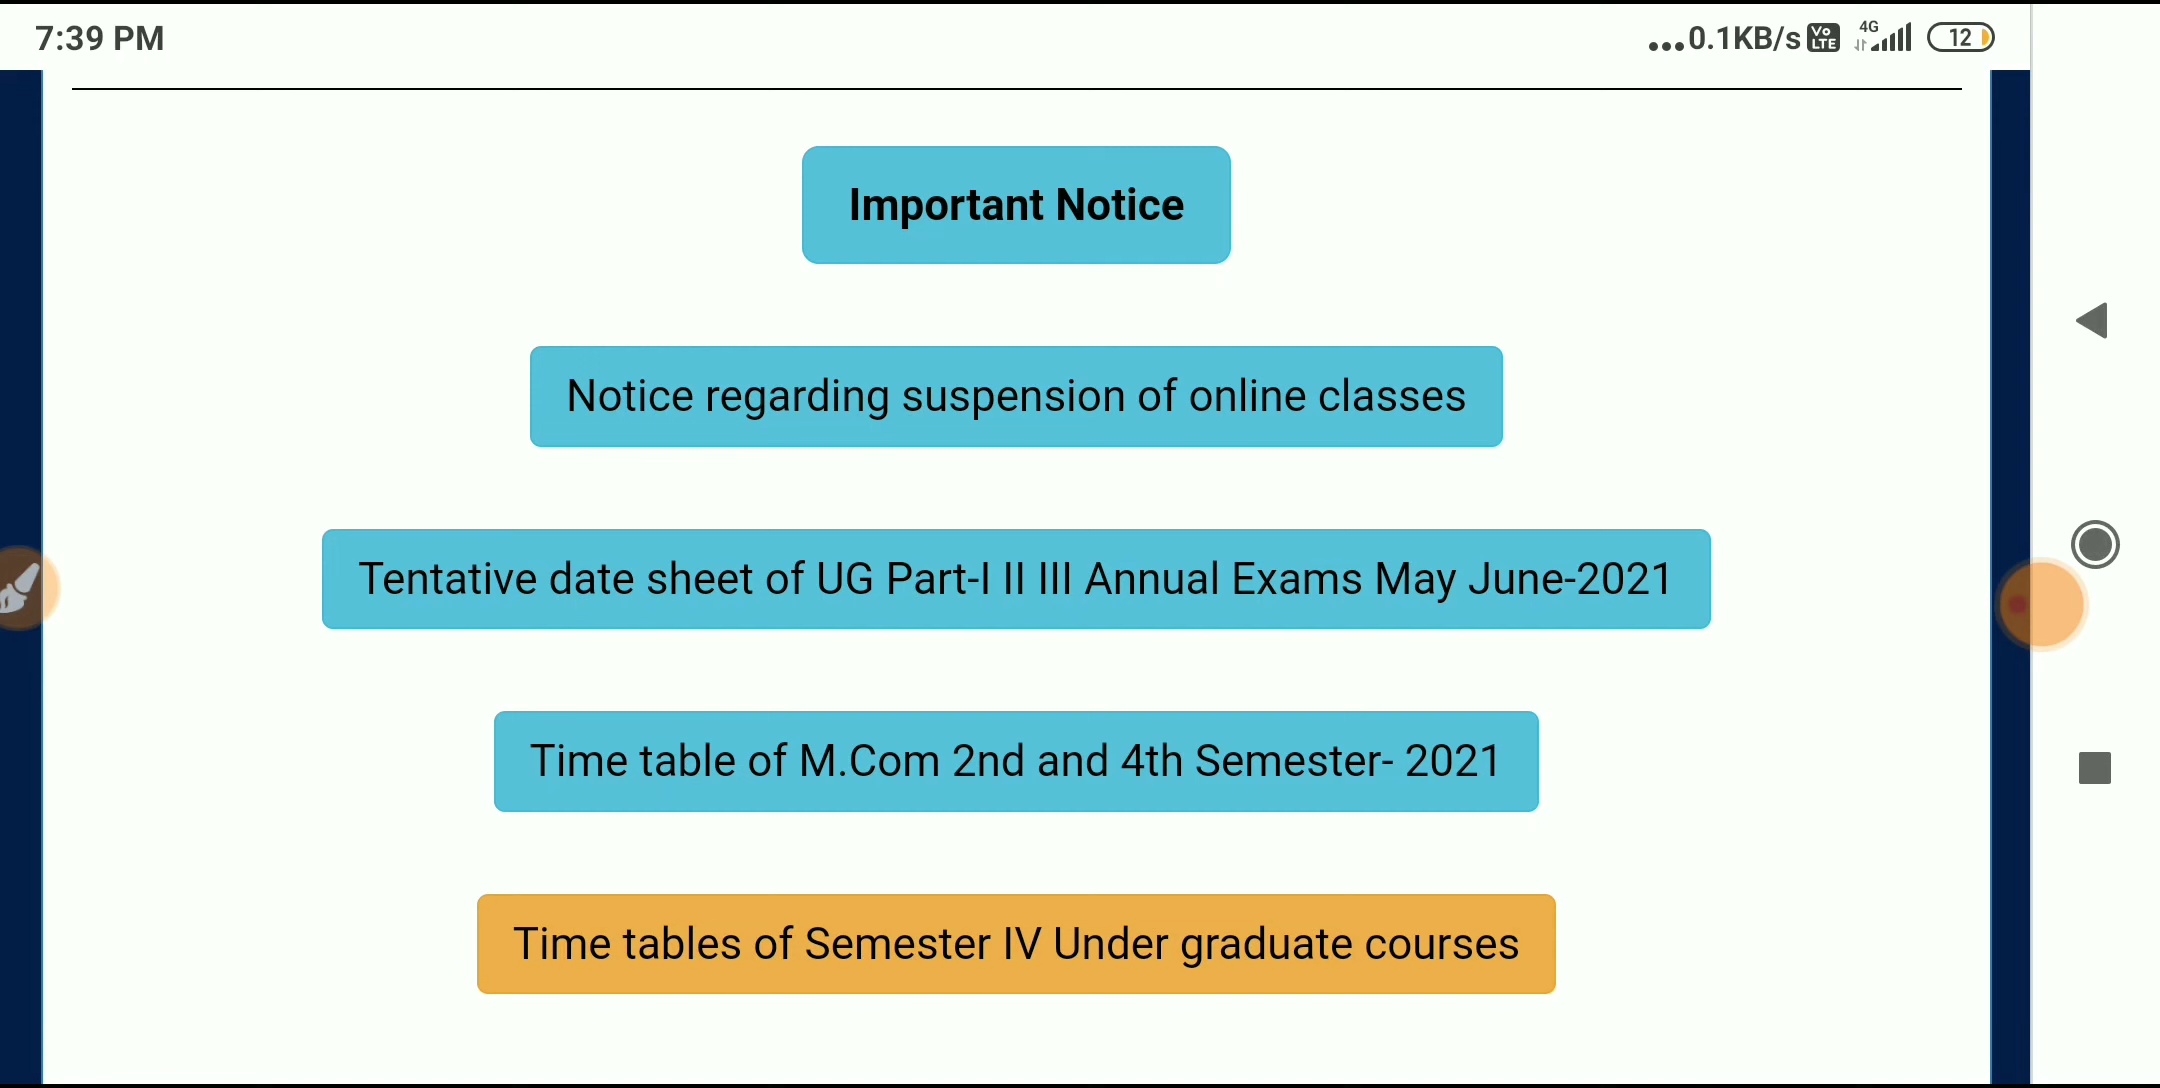 7:39 PM
...0.1KB/s Vo LTE 4G 12
Important Notice
Notice regarding suspension of online classes
Tentative date sheet of UG Part-I II III Annual Exams May June-2021
Time table of M.Com 2nd and 4th Semester- 2021
Time tables of Semester IV Under graduate courses